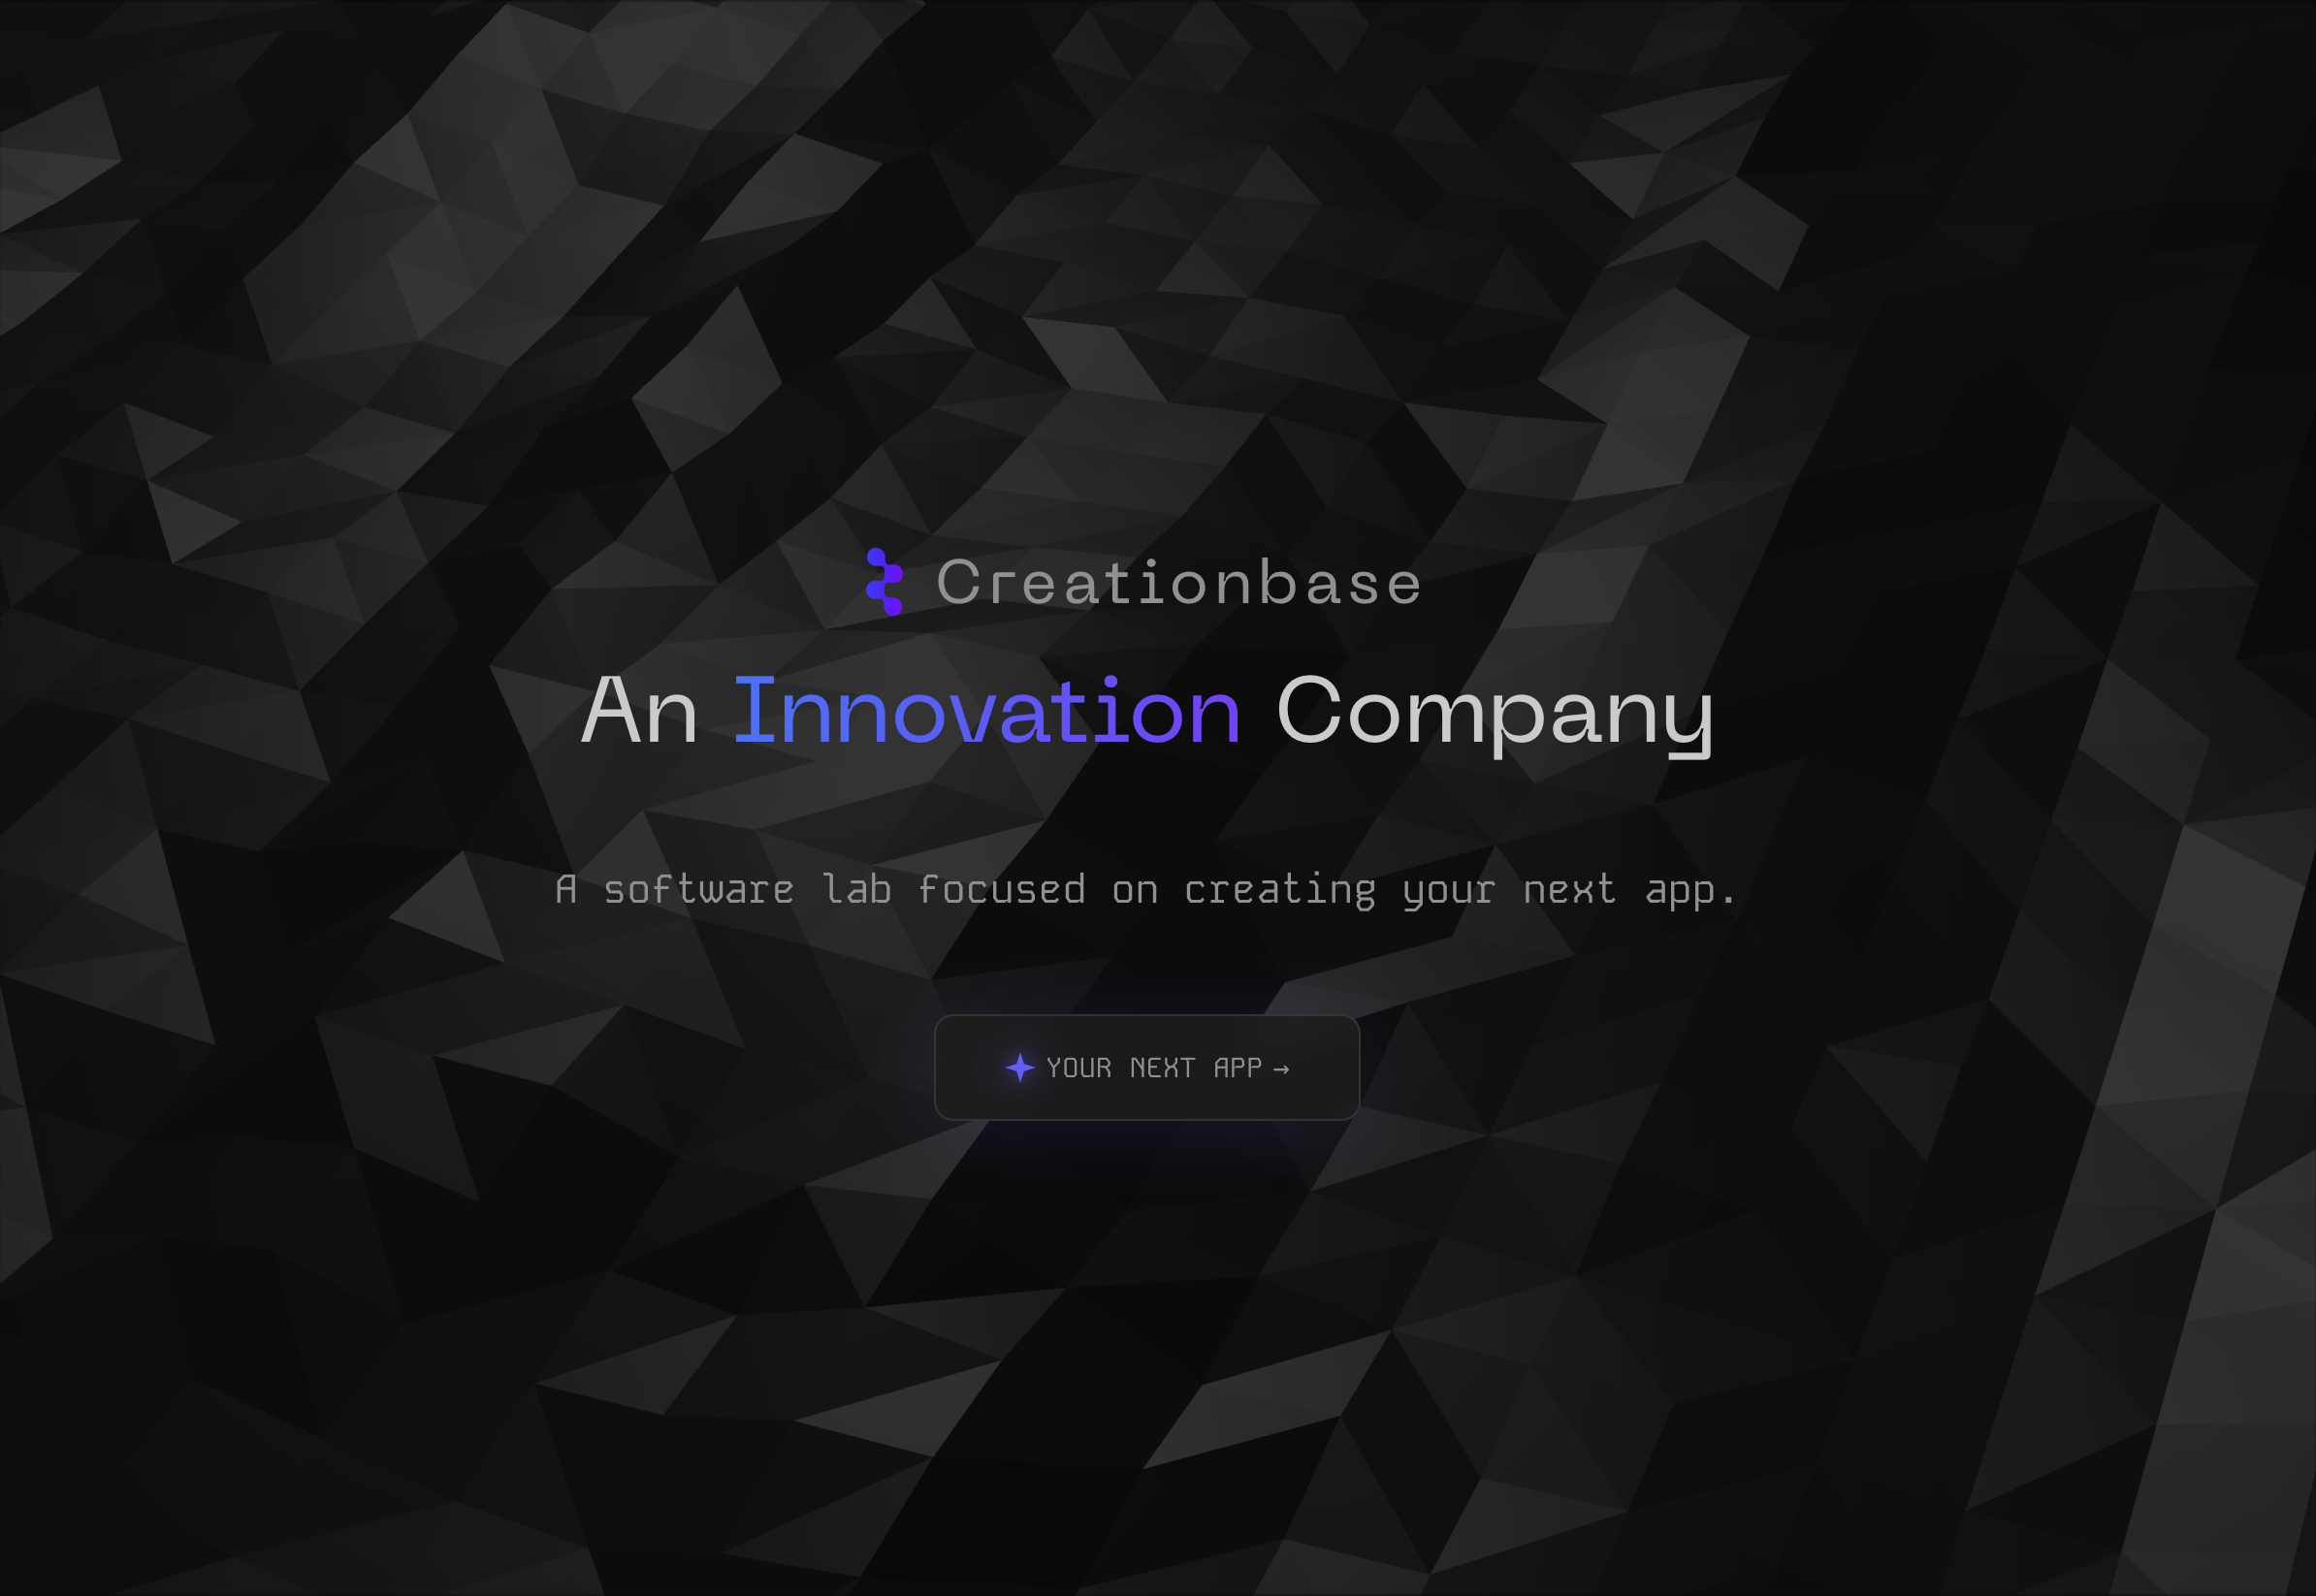 Creationbase
An Innovation Company
A software lab focused on creating your next app.
YOUR NEXT APP →